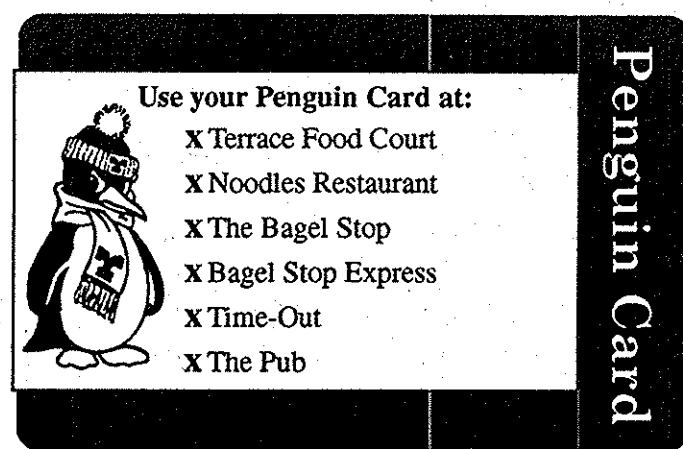 Use your Penguin Card at:
X Terrace Food Court
X Noodles Restaurant
X The Bagel Stop
X Bagel Stop Express
X Time-Out
X The Pub
Penguin Card
Y